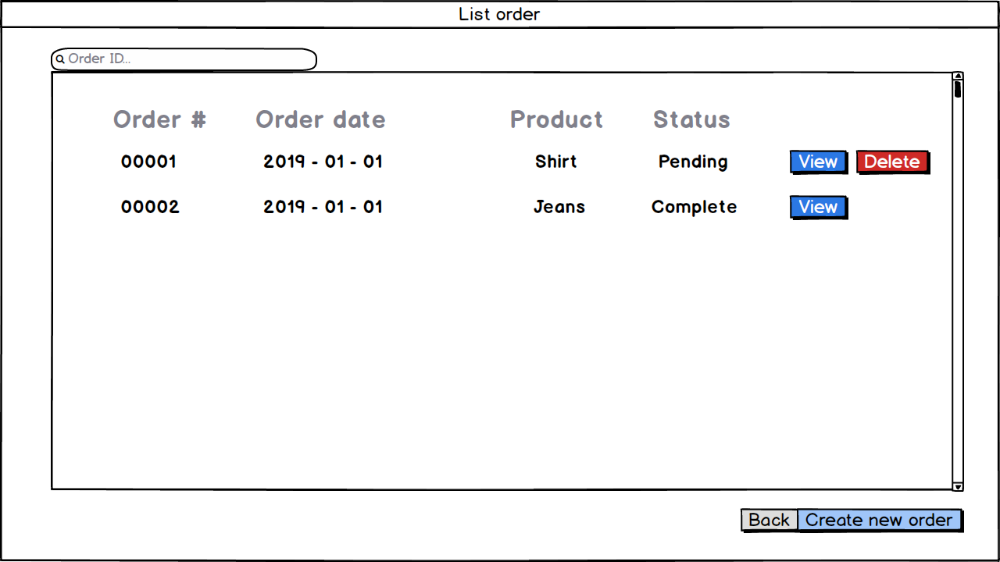 List order
Order ID...
Order # Order date Product Status
00001 2019 - 01 - 01 Shirt Pending View Delete
00002 2019 - 01 - 01 Jeans Complete View
Back Create new order